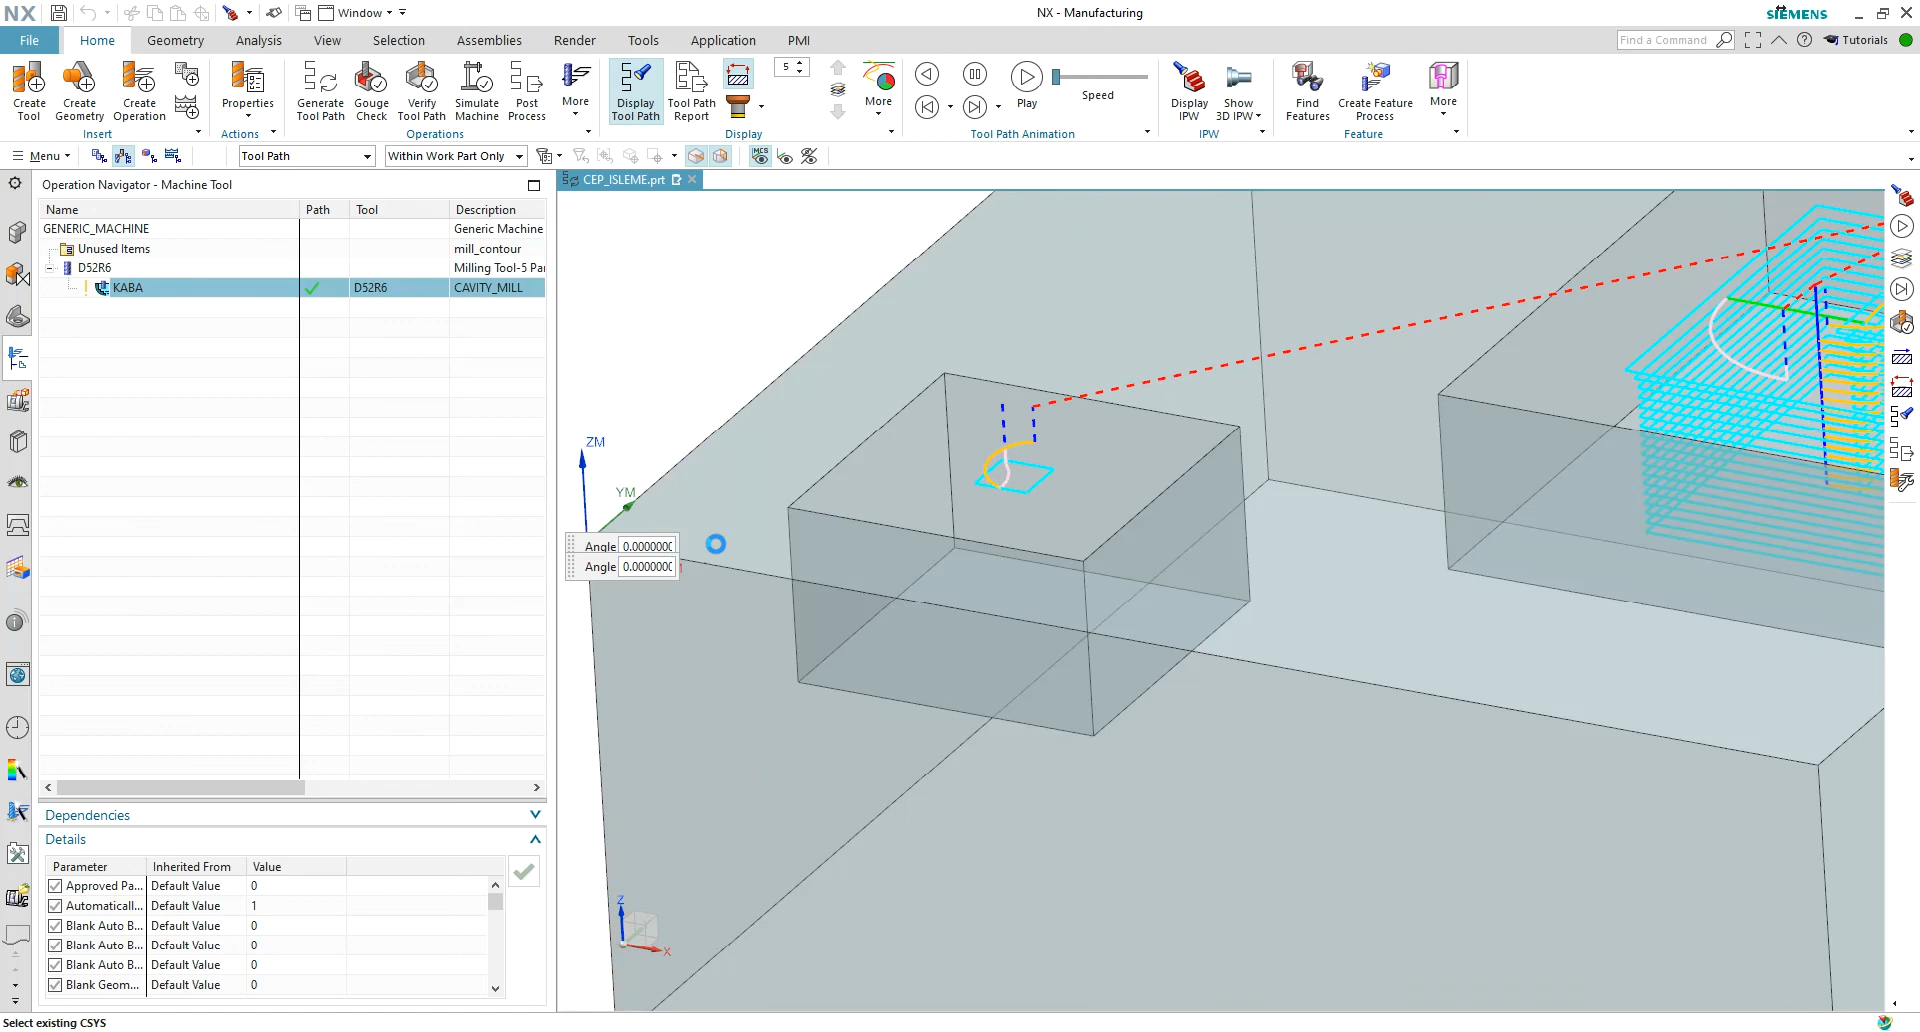 NX
Window
NX - Manufacturing
SIEMENS
File
Home
Geometry
Analysis
View
Selection
Assemblies
Render
Tools
Application
PMI
Find a Command
Tutorials
Create Tool
Create Geometry
Create Operation
Properties
Generate Tool Path
Gouge Check
Verify Tool Path
Simulate Machine
Post Process
More
Display Tool Path
Tool Path Report
5
More
Play
Speed
Display IPW
Show 3D IPW
Find Features
Create Feature Process
More
Insert
Actions
Operations
Display
Tool Path Animation
IPW
Feature
Menu
Tool Path
Within Work Part Only
MCS
Operation Navigator - Machine Tool
CEP_ISLEME.prt
Name Path Tool Description
GENERIC_MACHINE Generic Machine
Unused Items mill_contour
D52R6 Milling Tool-5 Pa
KABA D52R6 CAVITY_MILL
ZM
YM
Angle 0.0000000
Angle 0.0000000
Dependencies
Details
Parameter Inherited From Value
Approved Pa... Default Value 0
Automaticall... Default Value 1
Blank Auto B... Default Value 0
Blank Auto B... Default Value 0
Blank Auto B... Default Value 0
Blank Geom... Default Value 0
Z
X
Select existing CSYS